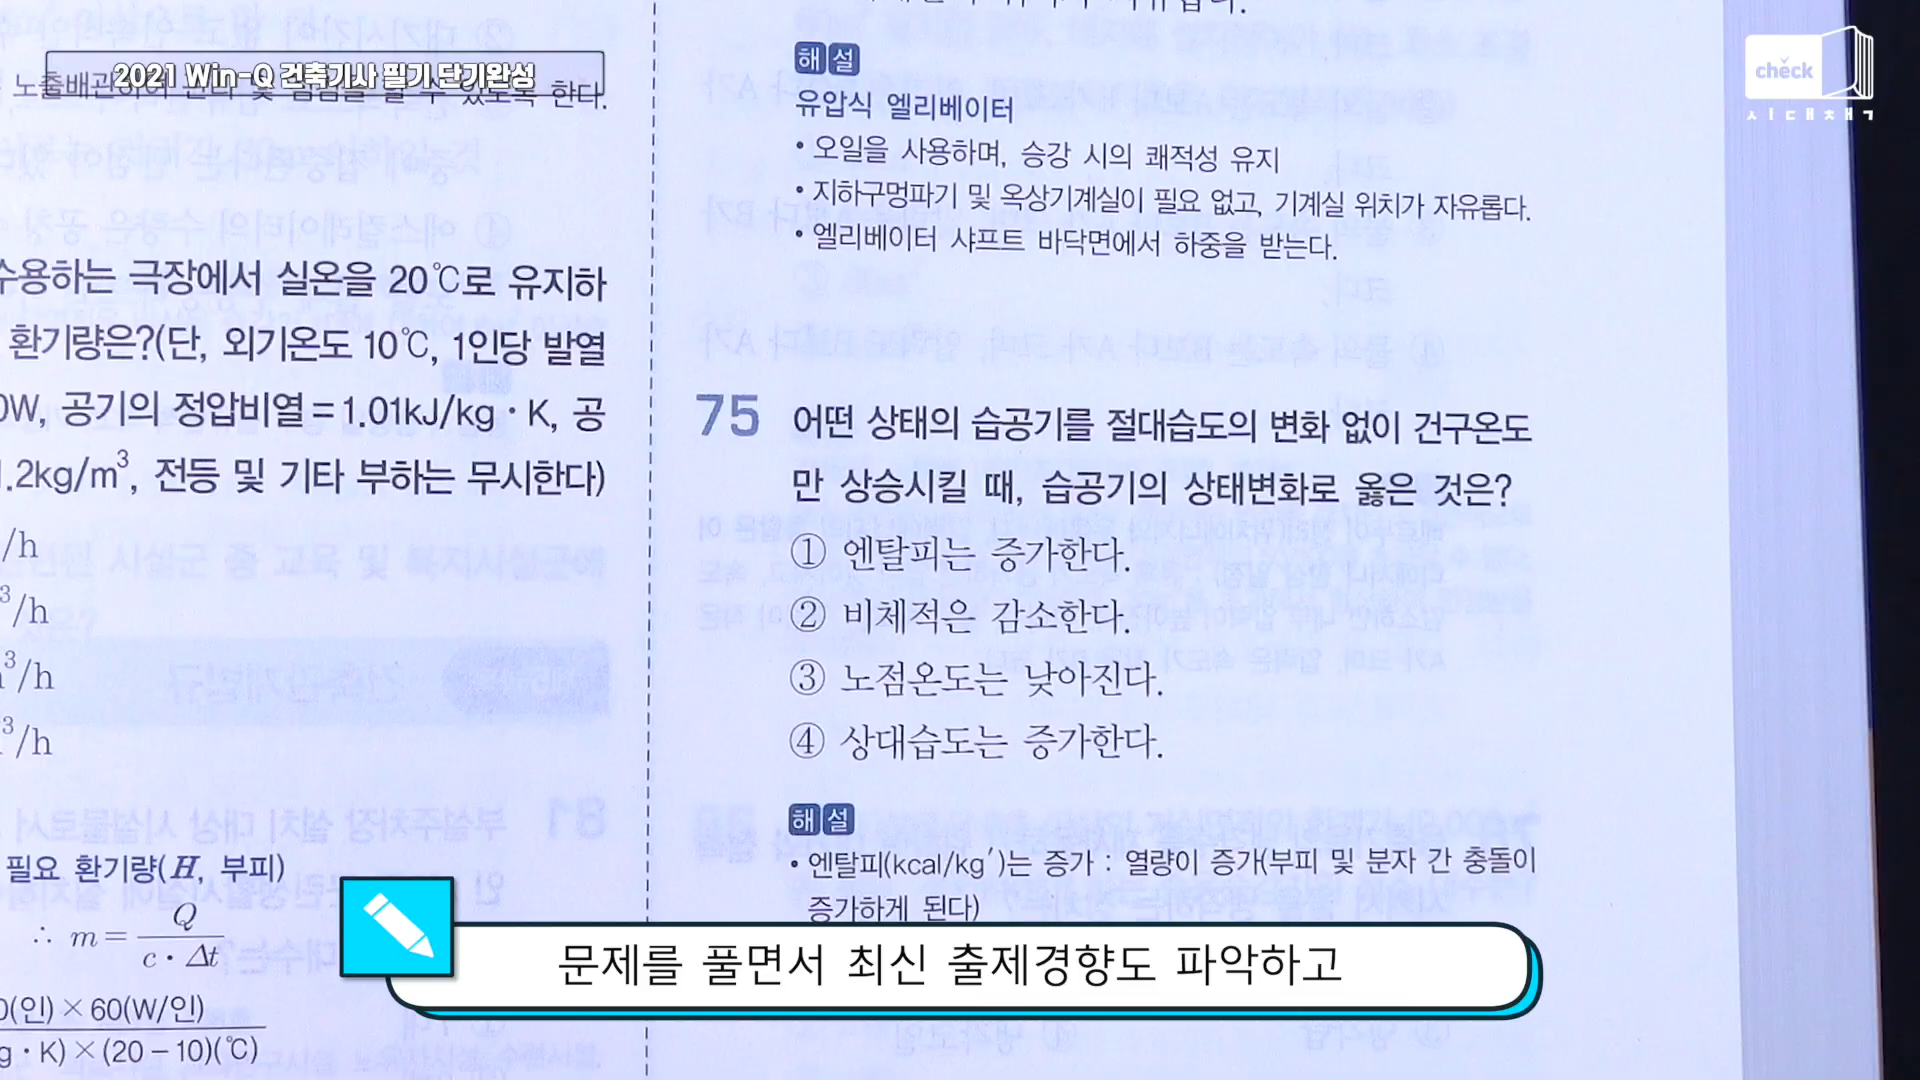 2021 Win-Q 건축기사 필기 단기완성
check
시대채ㄱ
있도록 한다.
수용하는 극장에서 실온을 20℃로 유지하
환기량은?(단, 외기온도 10℃, 1인당 발열
0W, 공기의 정압비열=1.01kJ/kg·K, 공
1.2kg/m³, 전등 및 기타 부하는 무시한다)
/h
³/h
³/h
³/h
필요 환기량(H, 부피)
∴ m = Q / c·Δt
0(인)×60(W/인)
g·K)×(20-10)(℃)
해설
유압식 엘리베이터
• 오일을 사용하며, 승강 시의 쾌적성 유지
• 지하구멍파기 및 옥상기계실이 필요 없고, 기계실 위치가 자유롭다.
• 엘리베이터 샤프트 바닥면에서 하중을 받는다.
75 어떤 상태의 습공기를 절대습도의 변화 없이 건구온도
만 상승시킬 때, 습공기의 상태변화로 옳은 것은?
① 엔탈피는 증가한다.
② 비체적은 감소한다.
③ 노점온도는 낮아진다.
④ 상대습도는 증가한다.
해설
• 엔탈피(kcal/kg′)는 증가 : 열량이 증가(부피 및 분자 간 충돌이
증가하게 된다)
문제를 풀면서 최신 출제경향도 파악하고